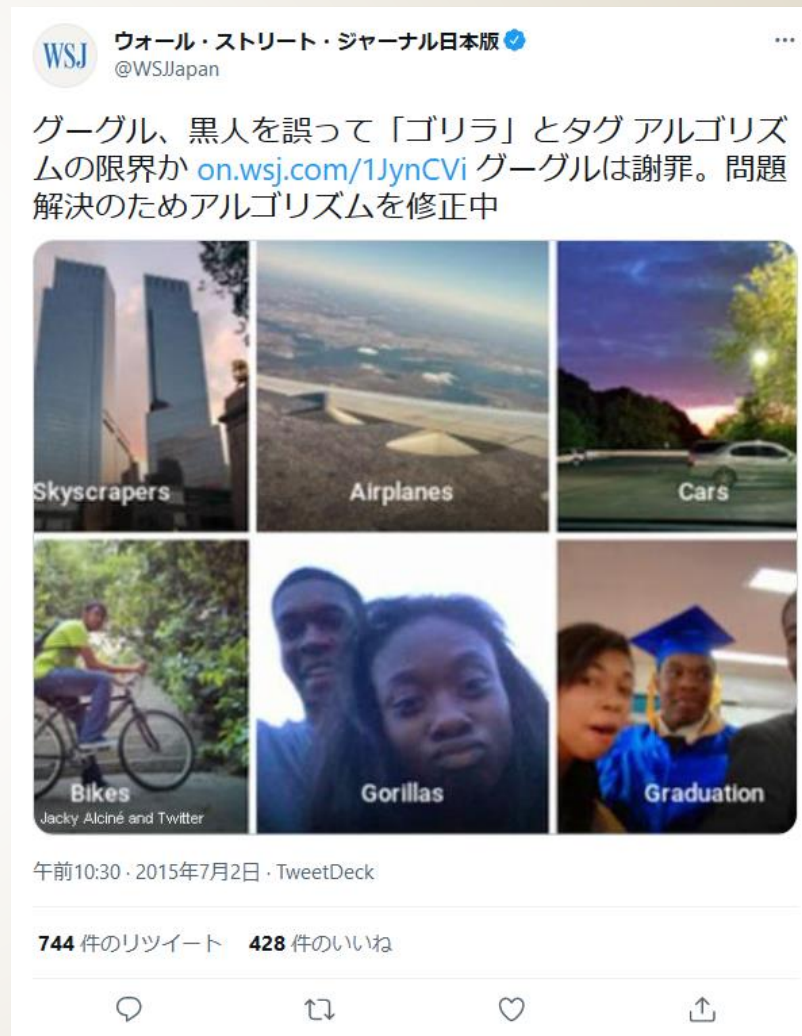 WSJ
ウォール・ストリート・ジャーナル日本版
@WSJJapan
グーグル、黒人を誤って「ゴリラ」とタグ アルゴリズ
ムの限界か on.wsj.com/1JynCVi グーグルは謝罪。問題
解決のためアルゴリズムを修正中
Skyscrapers
Airplanes
Cars
Bikes
Gorillas
Graduation
Jacky Alciné and Twitter
午前10:30 · 2015年7月2日 · TweetDeck
744 件のリツイート 428 件のいいね